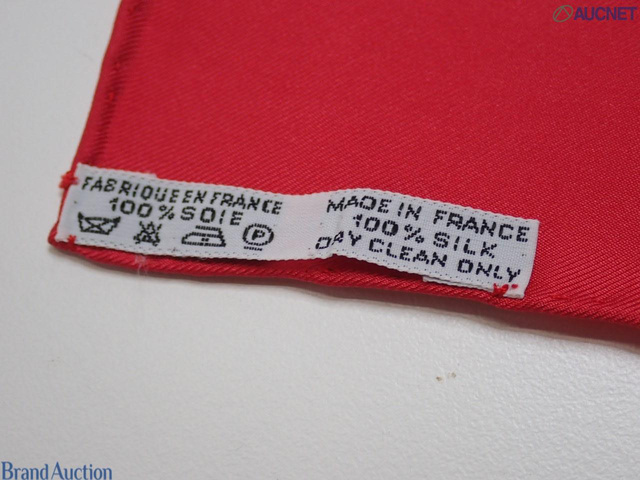 AUCNET
FABRIQUE EN FRANCE
100% SOIE
P
MADE IN FRANCE
100% SILK
DRY CLEAN ONLY
Brand Auction